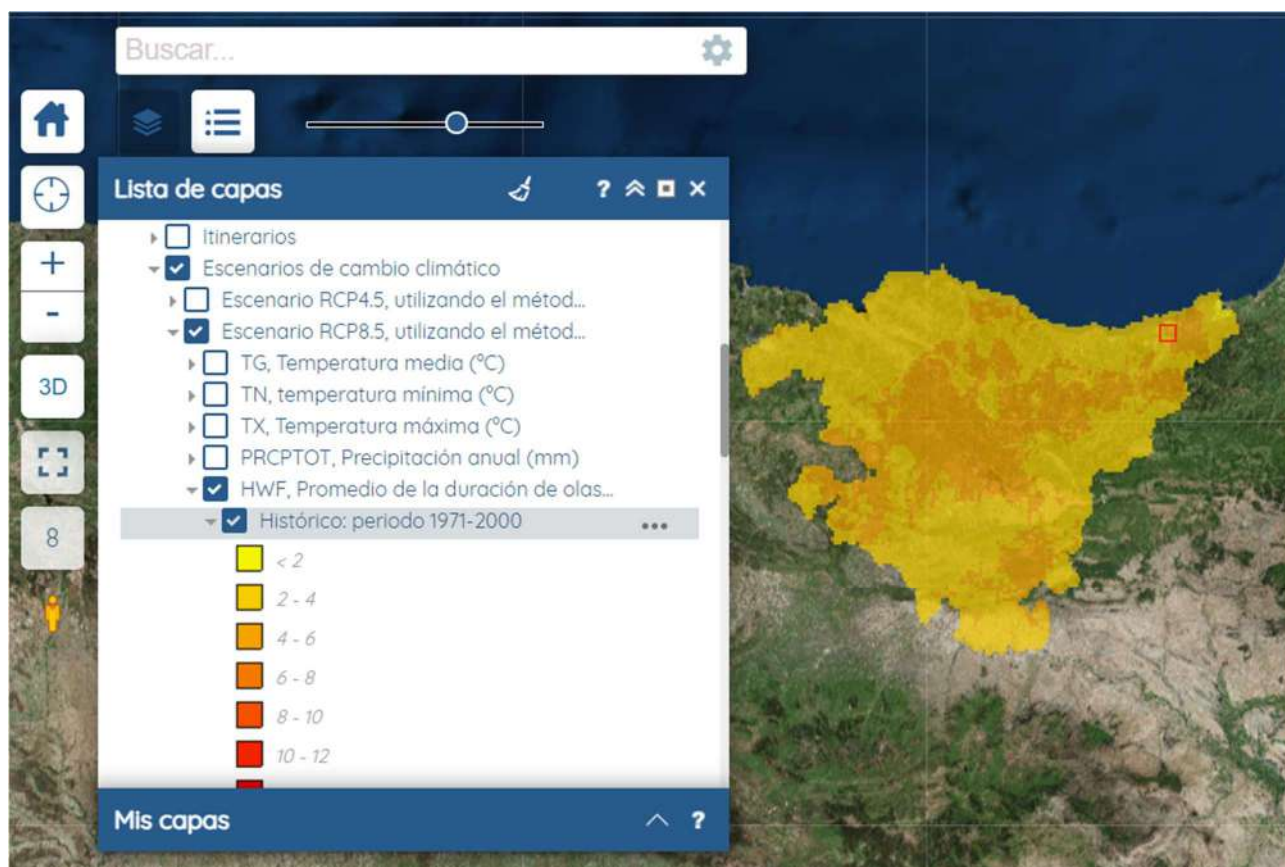 Buscar...
Lista de capas
?
Itinerarios
Escenarios de cambio climático
Escenario RCP4.5, utilizando el métod...
Escenario RCP8.5, utilizando el métod...
TG, Temperatura media (ºC)
TN, temperatura mínima (ºC)
TX, Temperatura máxima (ºC)
PRCPTOT, Precipitación anual (mm)
HWF, Promedio de la duración de olas...
Histórico: periodo 1971-2000
< 2
2 - 4
4 - 6
6 - 8
8 - 10
10 - 12
Mis capas
?
+
-
3D
8